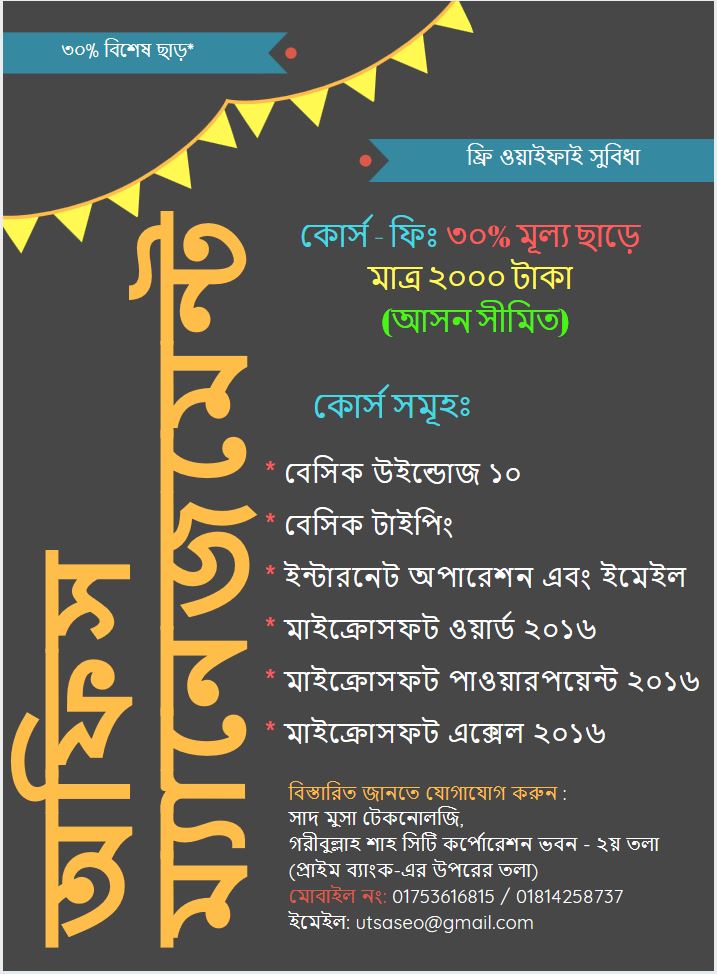 ৩০% বিশেষ ছাড়*
ফ্রি ওয়াইফাই সুবিধা
অফিস
ম্যানেজমেন্ট
কোর্স - ফিঃ ৩০% মূল্য ছাড়ে
মাত্র ২০০০ টাকা
(আসন সীমিত)
কোর্স সমূহঃ
* বেসিক উইন্ডোজ ১০
* বেসিক টাইপিং
* ইন্টারনেট অপারেশন এবং ইমেইল
* মাইক্রোসফট ওয়ার্ড ২০১৬
* মাইক্রোসফট পাওয়ারপয়েন্ট ২০১৬
* মাইক্রোসফট এক্সেল ২০১৬
বিস্তারিত জানতে যোগাযোগ করুন :
সাদ মুসা টেকনোলজি,
গরীবুল্লাহ শাহ সিটি কর্পোরেশন ভবন - ২য় তলা
(প্রাইম ব্যাংক-এর উপরের তলা)
মোবাইল নং: 01753616815 / 01814258737
ইমেইল: utsaseo@gmail.com